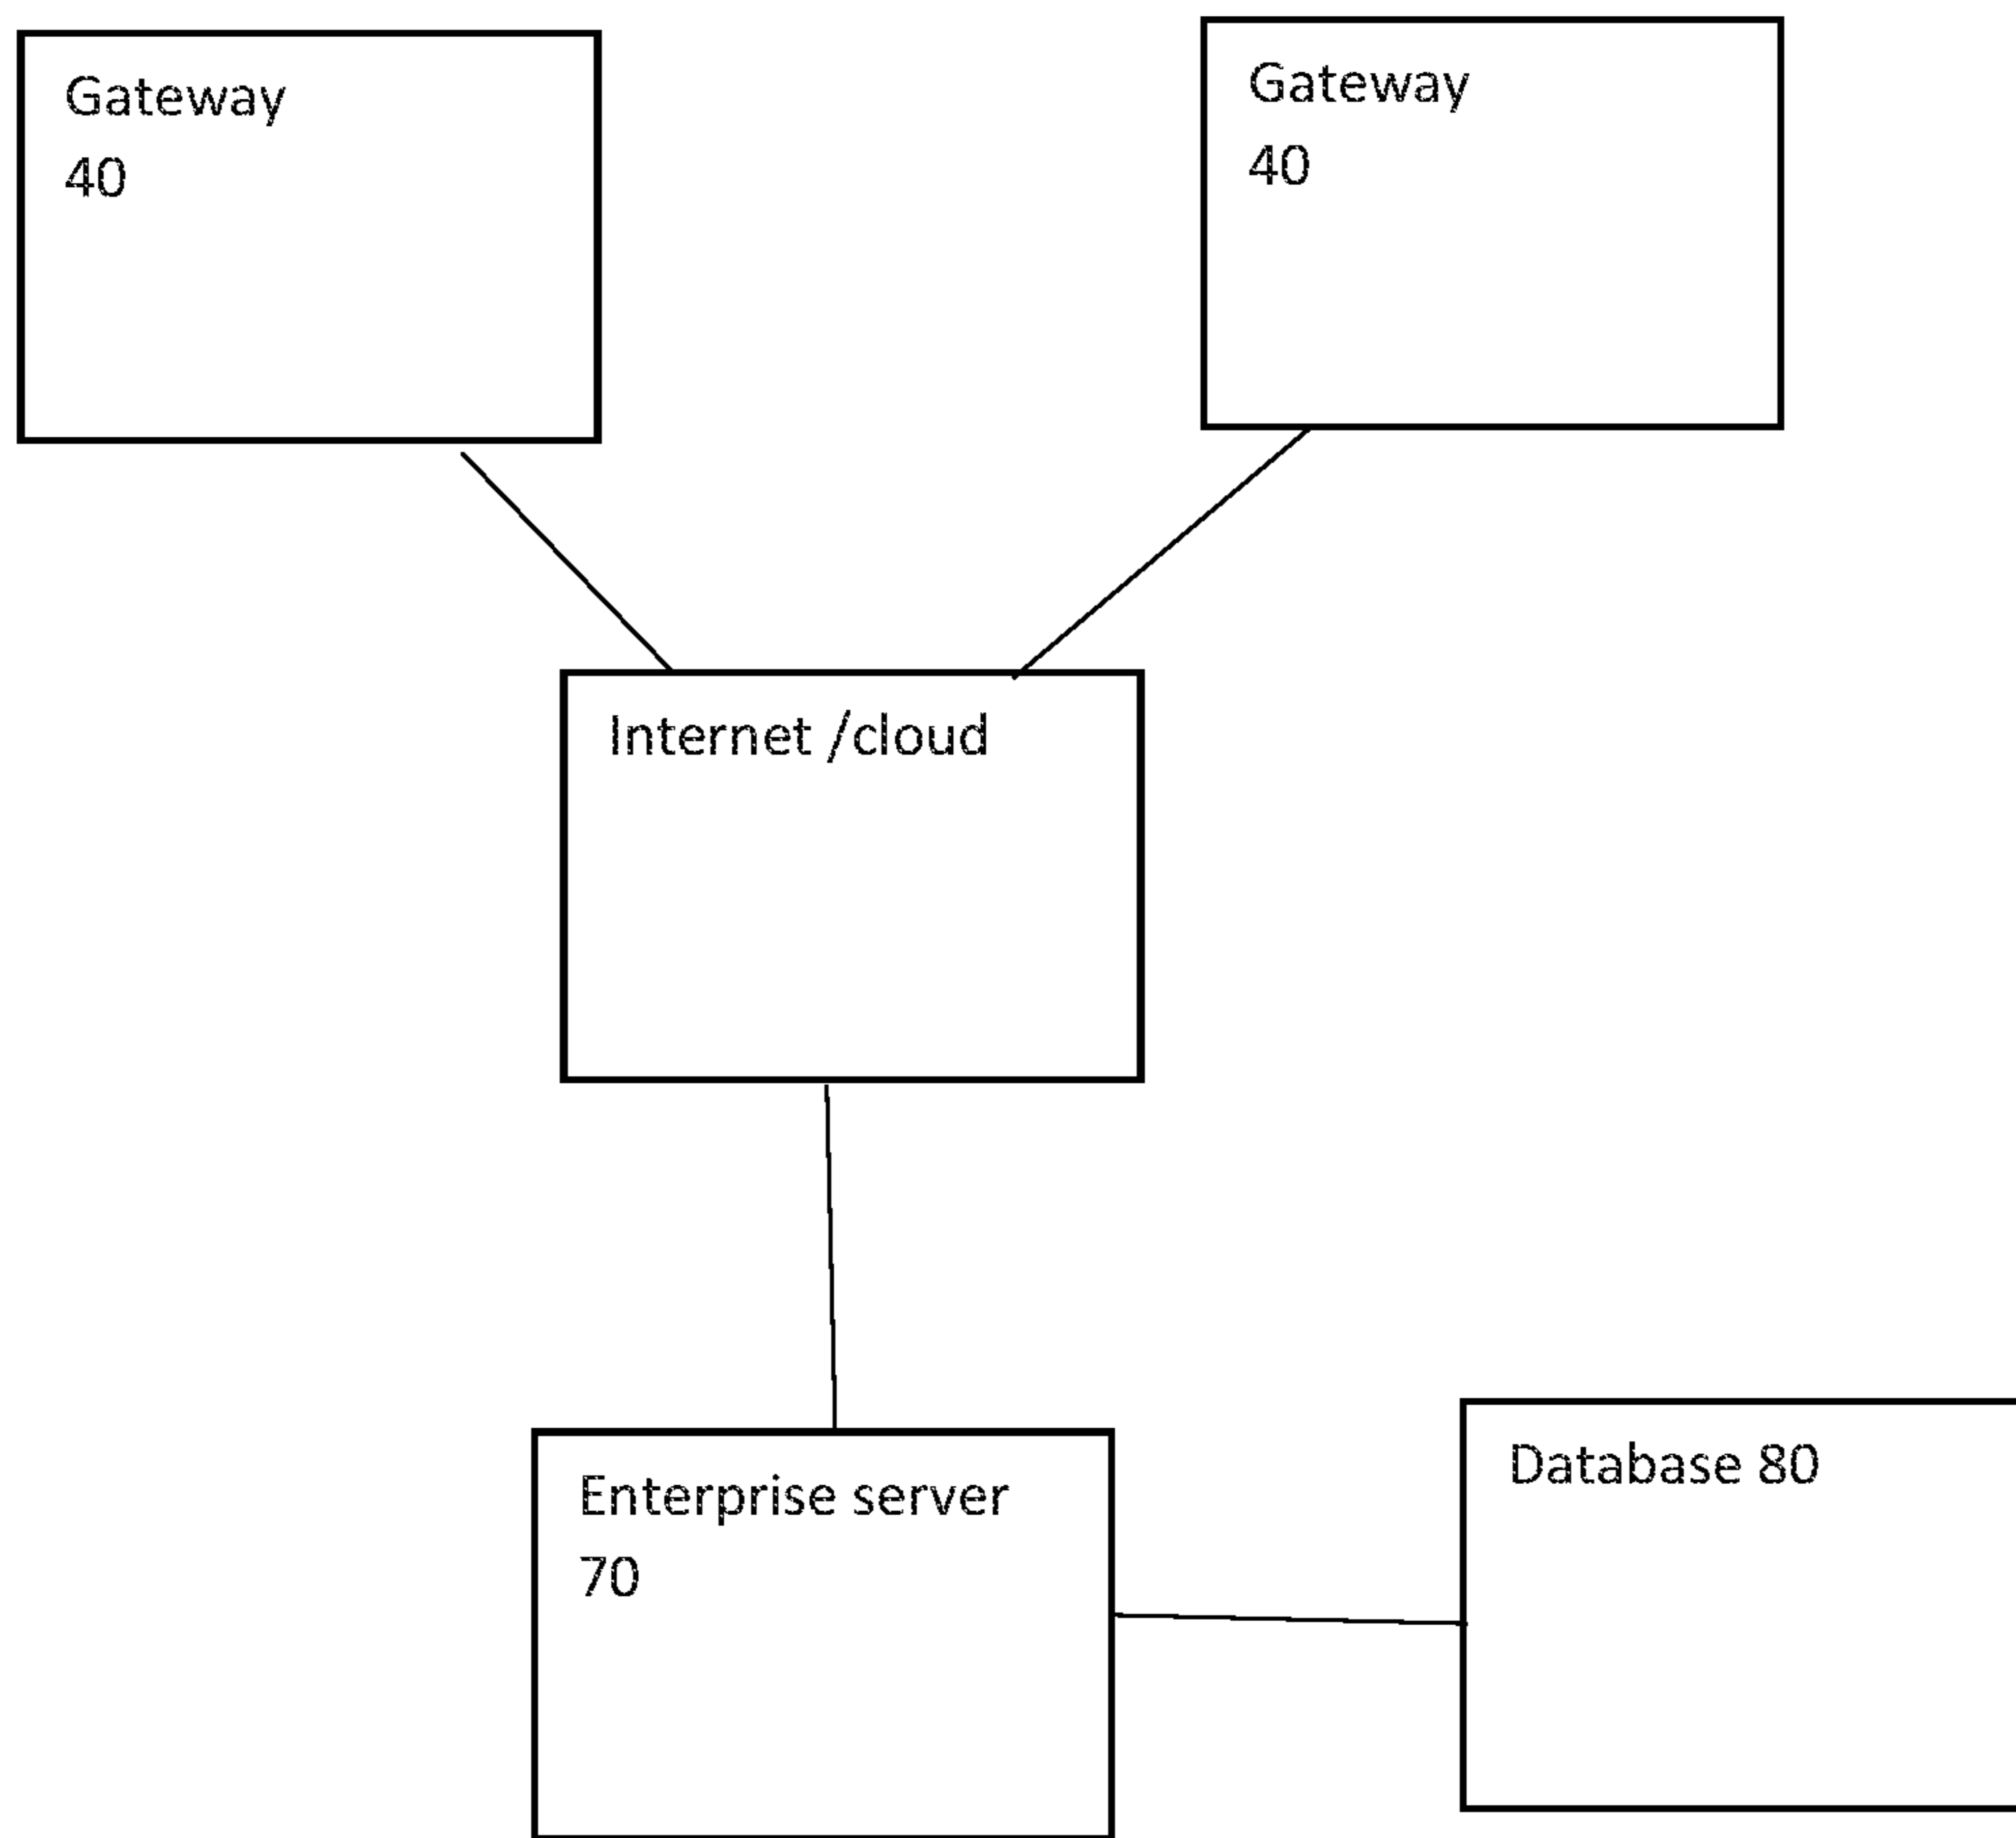 Gateway
40
Gateway
40
Internet /cloud
Enterprise server
70
Database 80